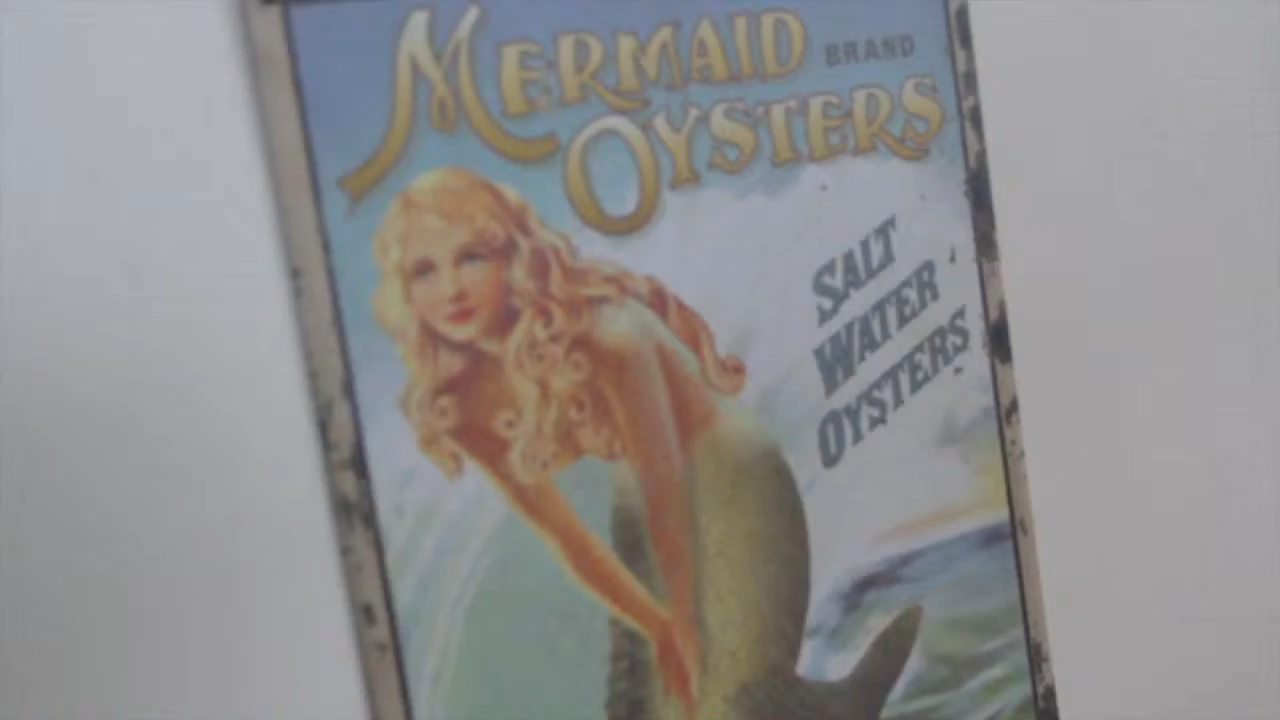 MERMAID BRAND
OYSTERS
SALT
WATER
OYSTERS